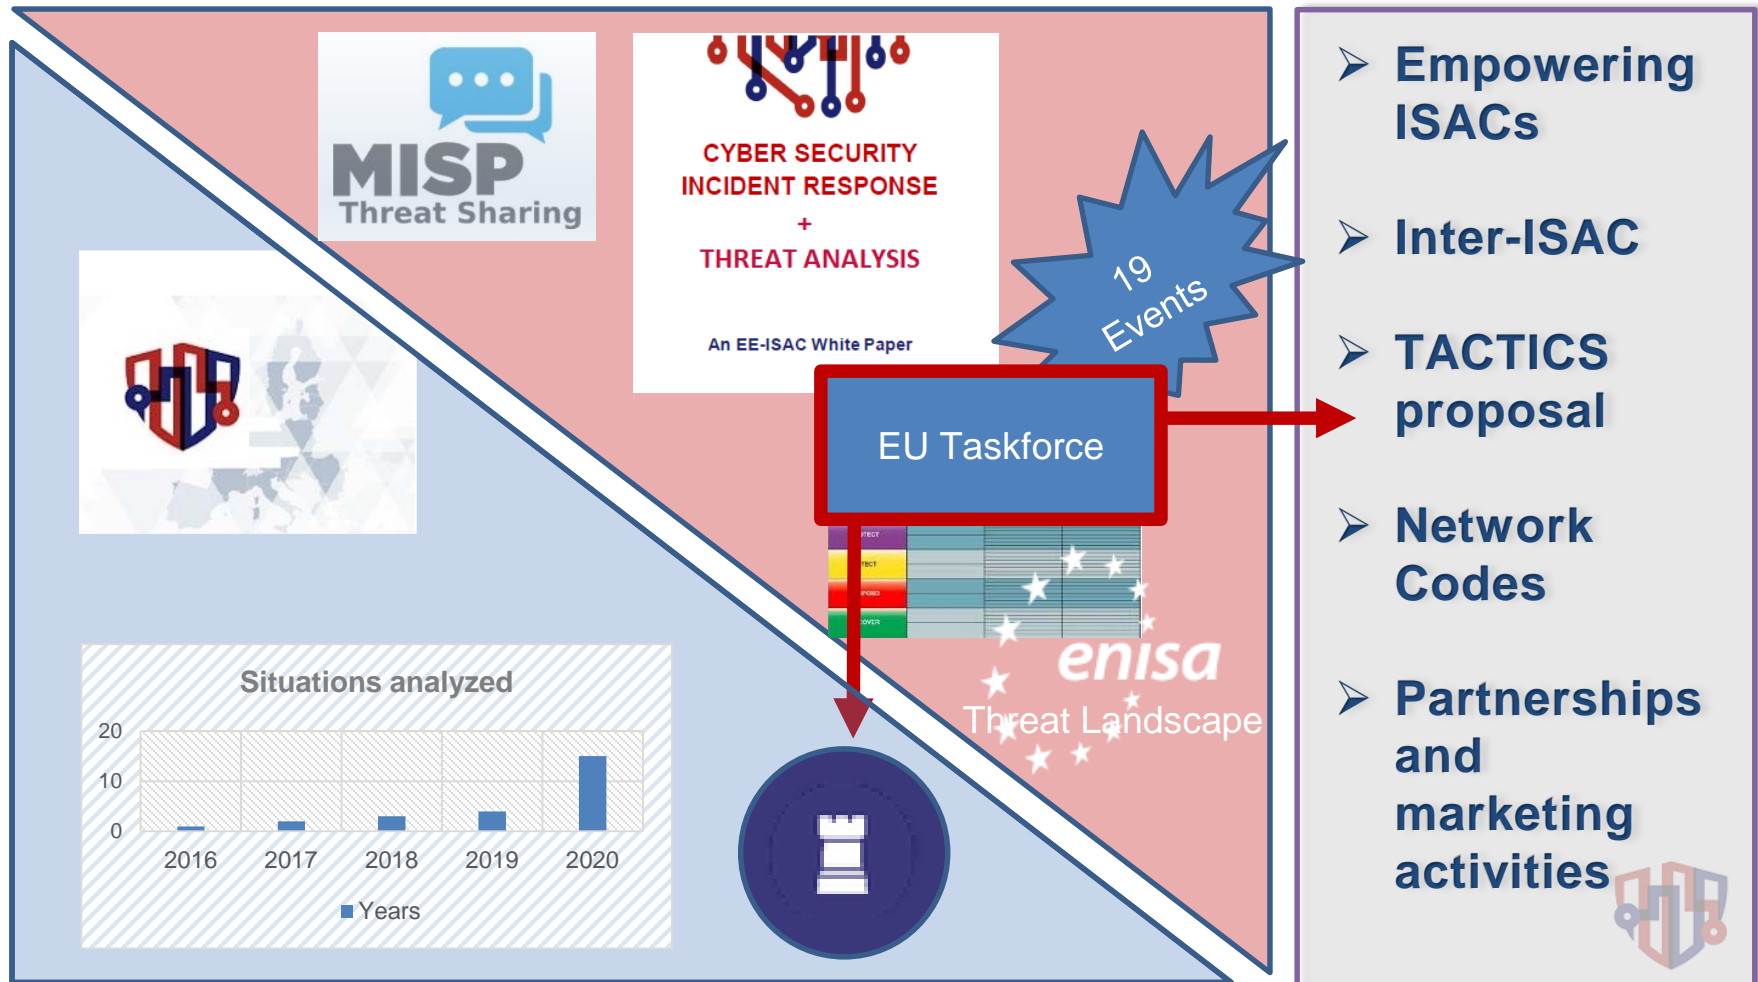 MISP
Threat Sharing
CYBER SECURITY
INCIDENT RESPONSE
+
THREAT ANALYSIS
An EE-ISAC White Paper
19
Events
EU Taskforce
enisa
Threat Landscape
Situations analyzed
20
10
0
2016 2017 2018 2019 2020
Years
➢ Empowering
ISACs
➢ Inter-ISAC
➢ TACTICS
proposal
➢ Network
Codes
➢ Partnerships
and
marketing
activities